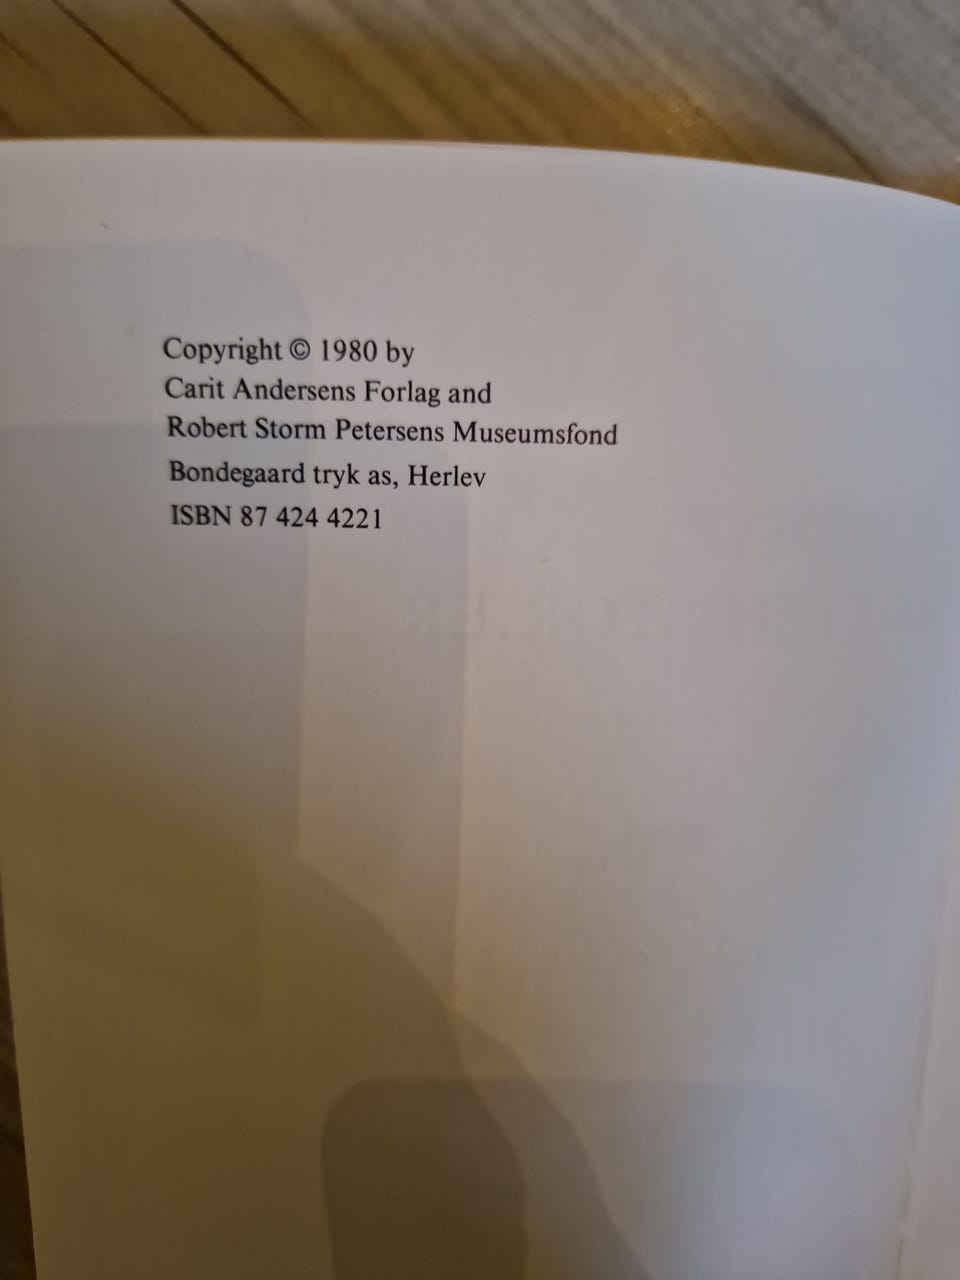 Copyright © 1980 by
Carit Andersens Forlag and
Robert Storm Petersens Museumsfond
Bondegaard tryk as, Herlev
ISBN 87 424 4221